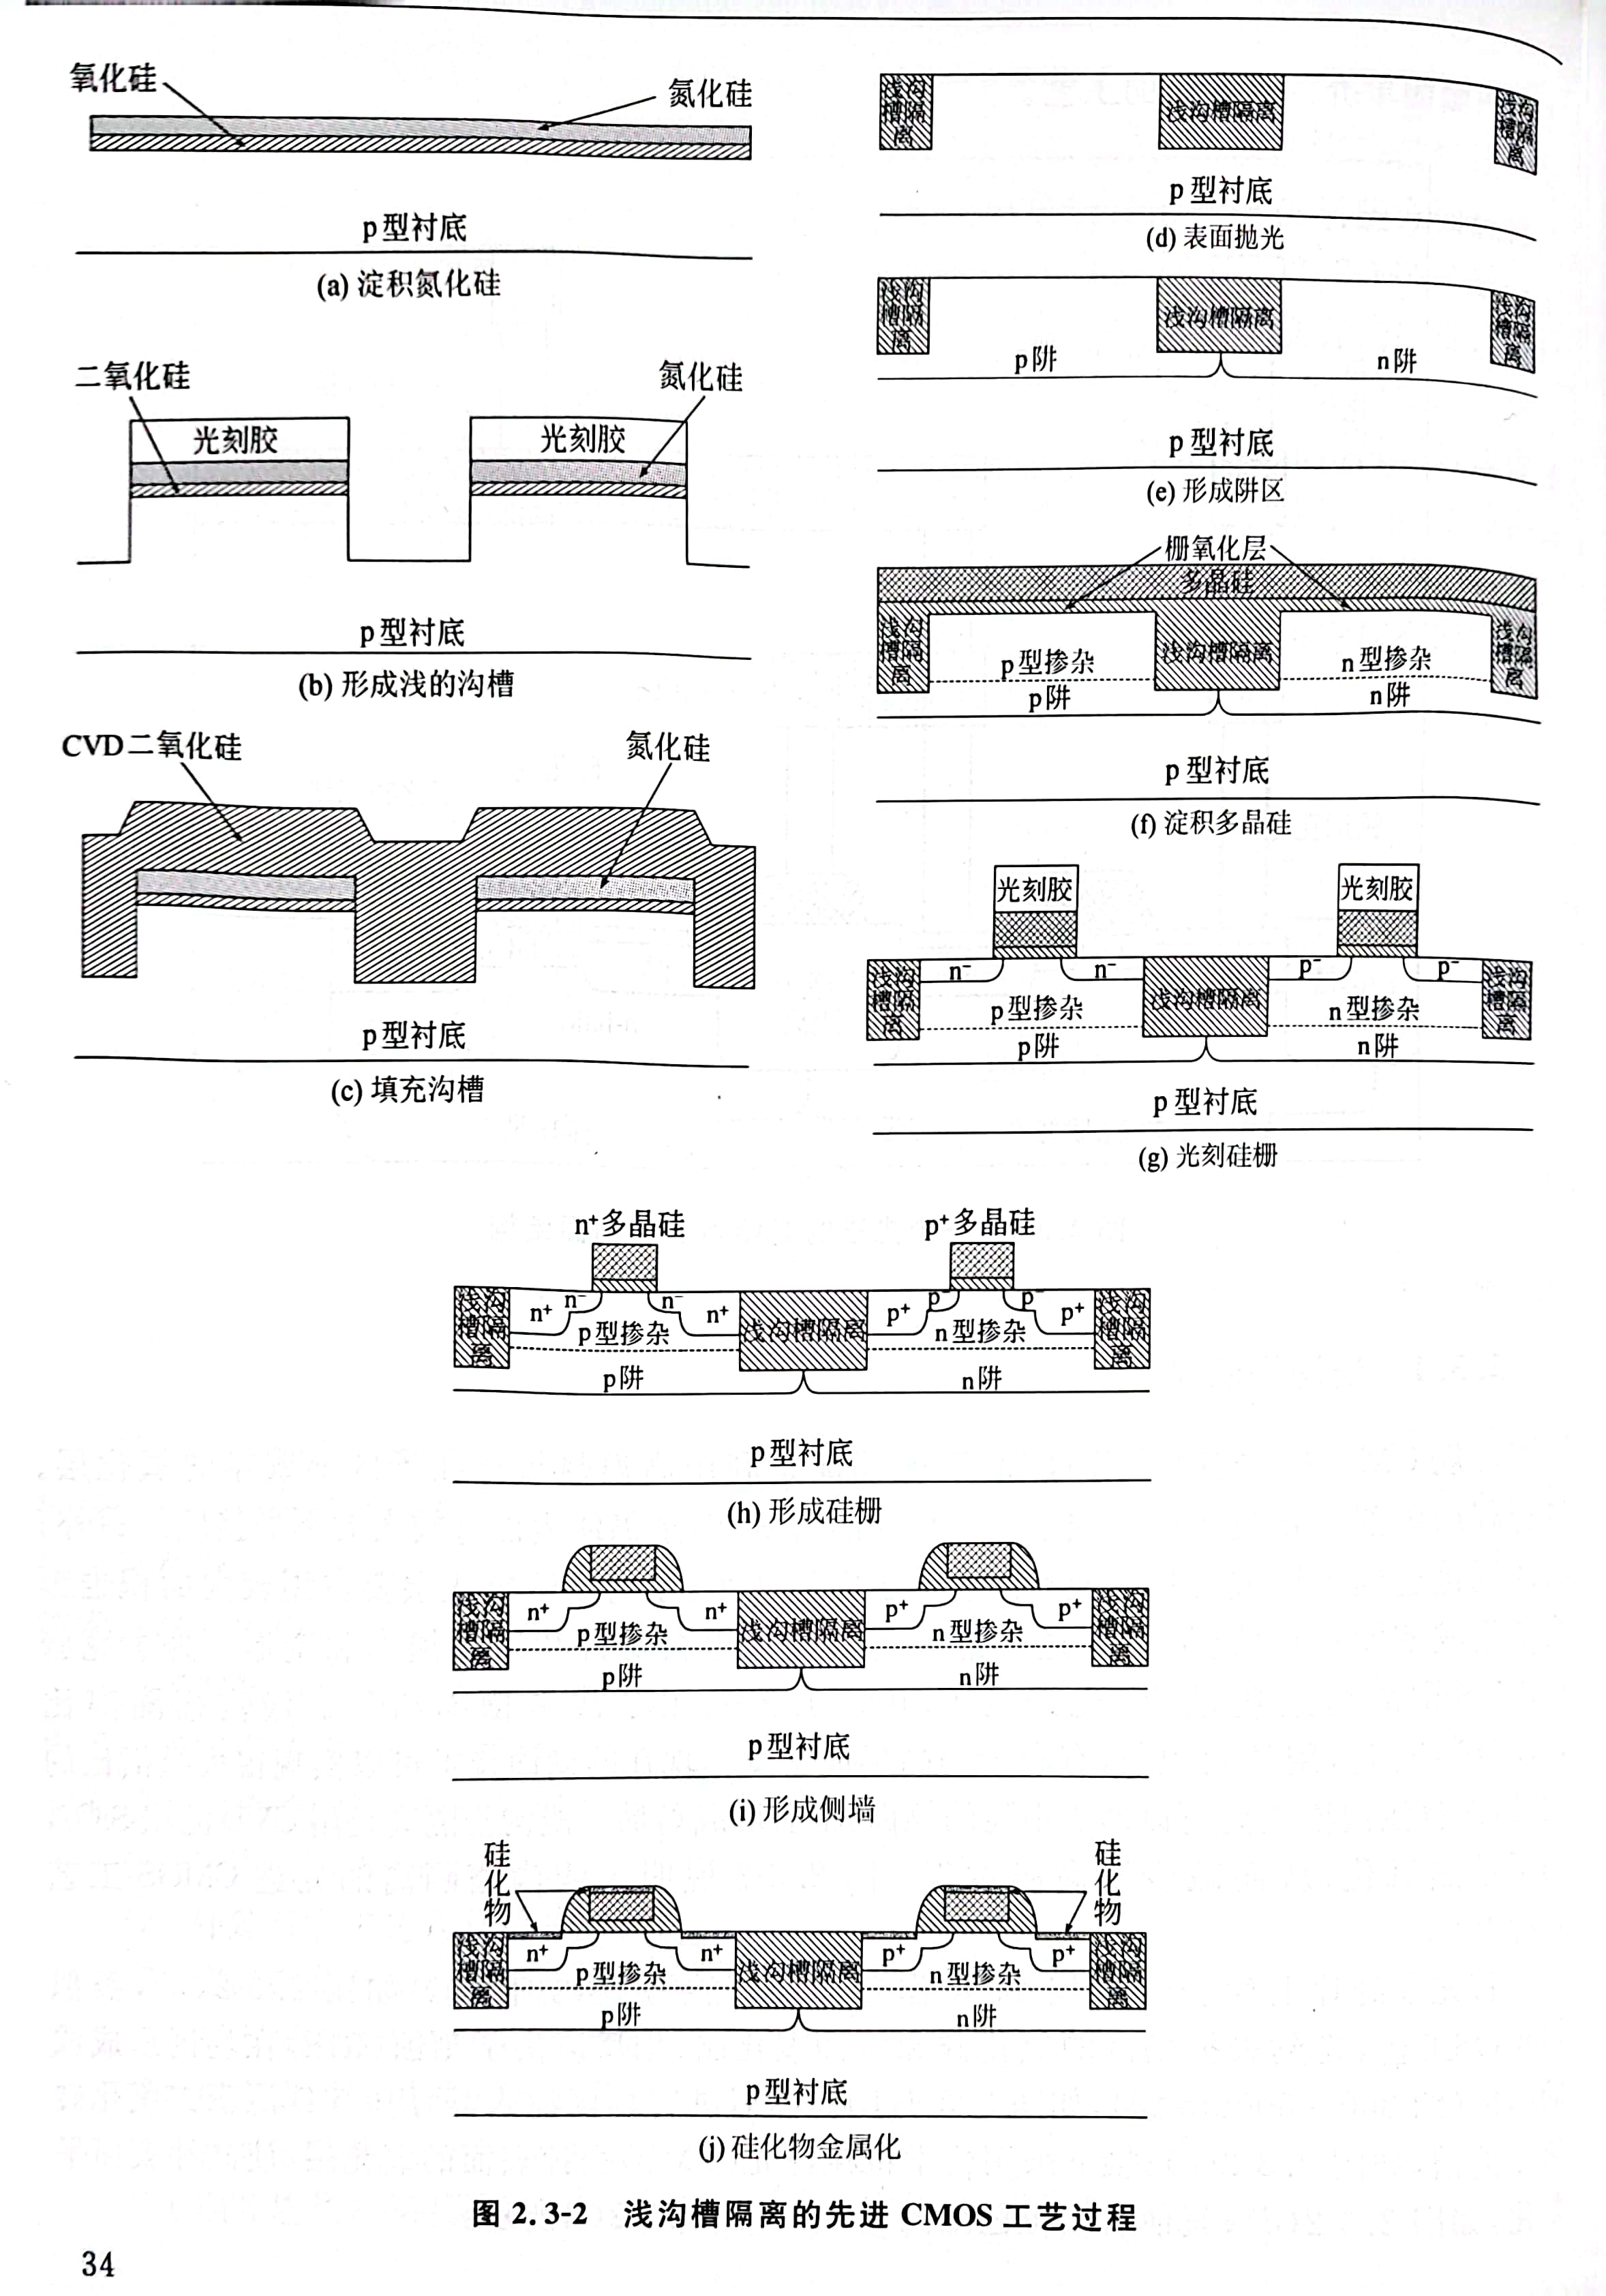 氧化硅
氮化硅
p型衬底
(a) 淀积氮化硅
二氧化硅
氮化硅
光刻胶
光刻胶
p型衬底
(b) 形成浅的沟槽
CVD二氧化硅
氮化硅
p型衬底
(c) 填充沟槽
浅沟
槽隔
离
浅沟槽隔离
浅沟
槽隔
离
p型衬底
(d) 表面抛光
浅沟
槽隔
离
浅沟槽隔离
浅沟
槽隔
离
p阱
n阱
p型衬底
(e) 形成阱区
栅氧化层
多晶硅
浅沟
槽隔
离
浅沟槽隔离
浅沟
槽隔
离
p型掺杂
n型掺杂
p阱
n阱
p型衬底
(f) 淀积多晶硅
光刻胶
光刻胶
浅沟
槽隔
离
n⁻
n⁻
浅沟槽隔离
p⁻
p⁻
浅沟
槽隔
离
p型掺杂
n型掺杂
p阱
n阱
p型衬底
(g) 光刻硅栅
n⁺多晶硅
p⁺多晶硅
浅沟
槽隔
离
n⁺
n⁻
n⁻
n⁺
浅沟槽隔离
p⁺
p⁻
p⁻
p⁺
浅沟
槽隔
离
p型掺杂
n型掺杂
p阱
n阱
p型衬底
(h) 形成硅栅
浅沟
槽隔
离
n⁺
n⁺
浅沟槽隔离
p⁺
p⁺
浅沟
槽隔
离
p型掺杂
n型掺杂
p阱
n阱
p型衬底
(i) 形成侧墙
硅
化
物
硅
化
物
浅沟
槽隔
离
n⁺
n⁺
浅沟槽隔离
p⁺
p⁺
浅沟
槽隔
离
p型掺杂
n型掺杂
p阱
n阱
p型衬底
(j) 硅化物金属化
图 2.3-2 浅沟槽隔离的先进 CMOS 工艺过程
34